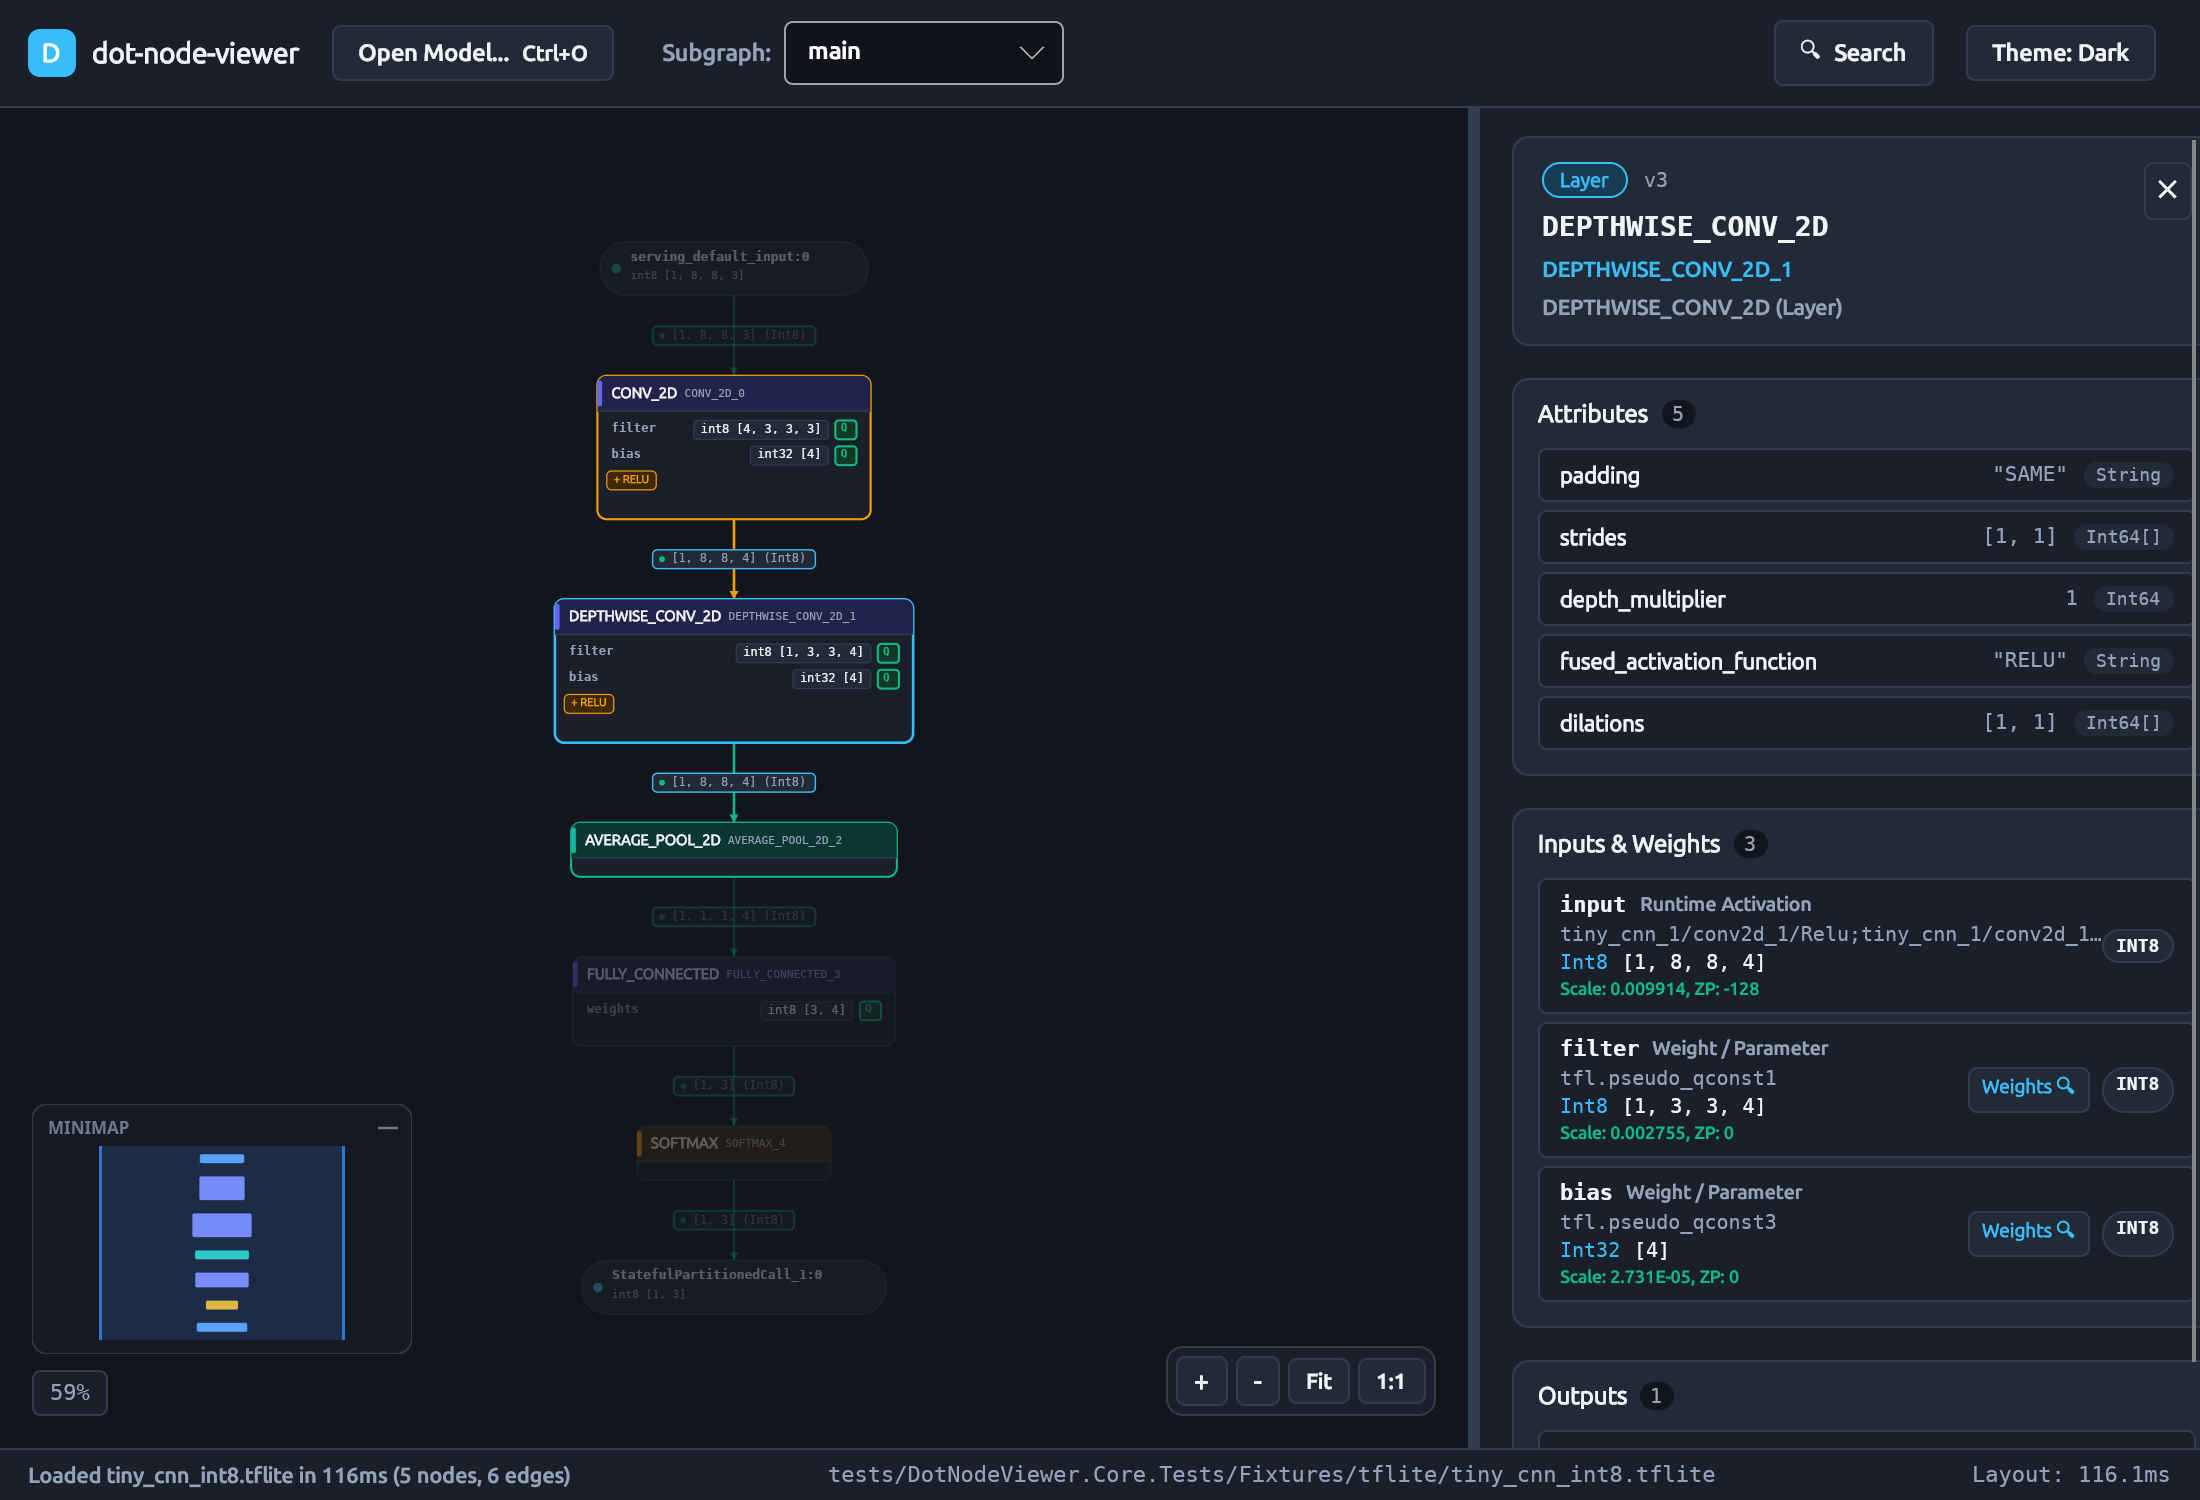 D dot-node-viewer Open Model... Ctrl+O Subgraph: main Search Theme: Dark
serving_default_input:0
int8 [1, 8, 8, 3]
[1, 8, 8, 3] (Int8)
CONV_2D CONV_2D_0
filter int8 [4, 3, 3, 3] Q
bias int32 [4] Q
+ RELU
[1, 8, 8, 4] (Int8)
DEPTHWISE_CONV_2D DEPTHWISE_CONV_2D_1
filter int8 [1, 3, 3, 4] Q
bias int32 [4] Q
+ RELU
[1, 8, 8, 4] (Int8)
AVERAGE_POOL_2D AVERAGE_POOL_2D_2
[1, 1, 1, 4] (Int8)
FULLY_CONNECTED FULLY_CONNECTED_3
weights int8 [3, 4] Q
[1, 3] (Int8)
SOFTMAX SOFTMAX_4
[1, 3] (Int8)
StatefulPartitionedCall_1:0
int8 [1, 3]
MINIMAP
59%
+ - Fit 1:1
Layer v3
DEPTHWISE_CONV_2D
DEPTHWISE_CONV_2D_1
DEPTHWISE_CONV_2D (Layer)
Attributes 5
padding "SAME" String
strides [1, 1] Int64[]
depth_multiplier 1 Int64
fused_activation_function "RELU" String
dilations [1, 1] Int64[]
Inputs & Weights 3
input Runtime Activation
tiny_cnn_1/conv2d_1/Relu;tiny_cnn_1/conv2d_1… INT8
Int8 [1, 8, 8, 4]
Scale: 0.009914, ZP: -128
filter Weight / Parameter
tfl.pseudo_qconst1 Weights INT8
Int8 [1, 3, 3, 4]
Scale: 0.002755, ZP: 0
bias Weight / Parameter
tfl.pseudo_qconst3 Weights INT8
Int32 [4]
Scale: 2.731E-05, ZP: 0
Outputs 1
Loaded tiny_cnn_int8.tflite in 116ms (5 nodes, 6 edges) tests/DotNodeViewer.Core.Tests/Fixtures/tflite/tiny_cnn_int8.tflite Layout: 116.1ms